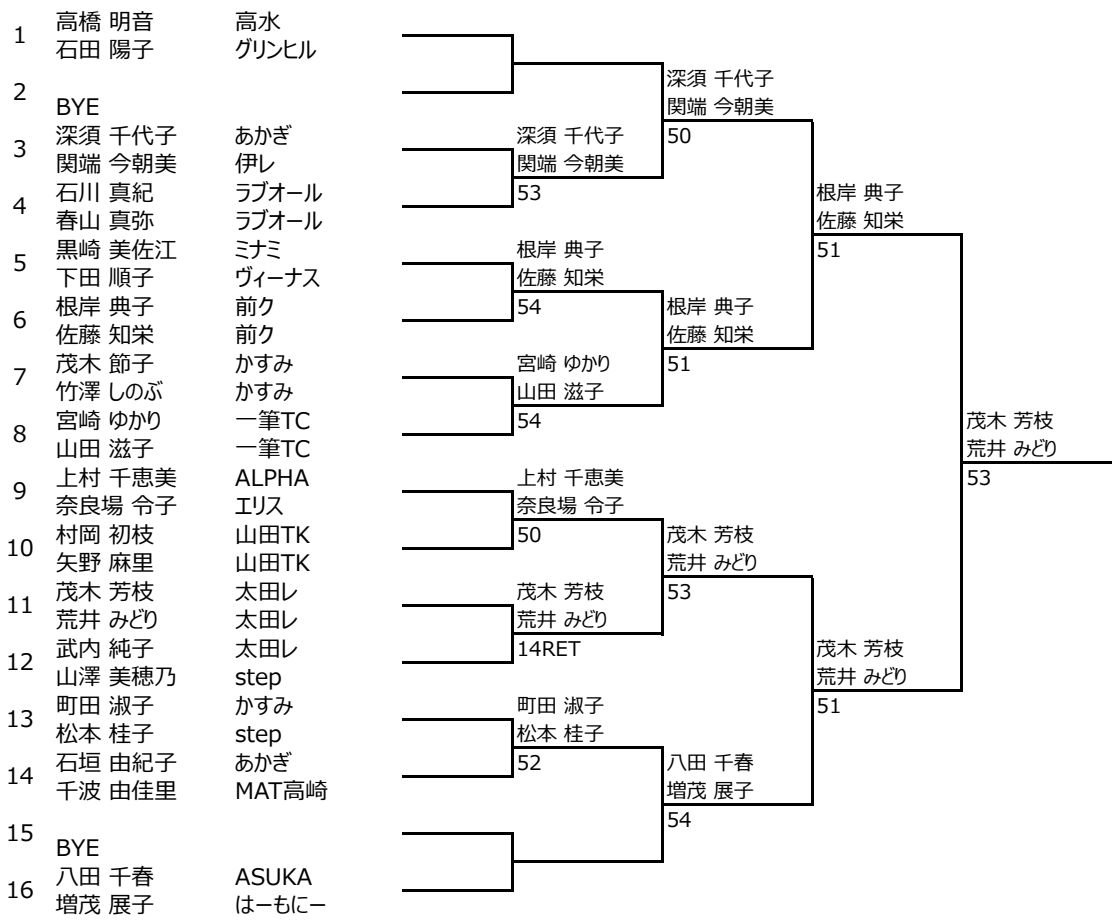 1 高橋 明音 高水
石田 陽子 グリンヒル
2 BYE
3 深須 千代子 あかぎ
関端 今朝美 伊レ
4 石川 真紀 ラブオール
春山 真弥 ラブオール
5 黒崎 美佐江 ミナミ
下田 順子 ヴィーナス
6 根岸 典子 前ク
佐藤 知栄 前ク
7 茂木 節子 かすみ
竹澤 しのぶ かすみ
8 宮崎 ゆかり 一筆TC
山田 滋子 一筆TC
9 上村 千恵美 ALPHA
奈良場 令子 エリス
10 村岡 初枝 山田TK
矢野 麻里 山田TK
11 茂木 芳枝 太田レ
荒井 みどり 太田レ
12 武内 純子 太田レ
山澤 美穂乃 step
13 町田 淑子 かすみ
松本 桂子 step
14 石垣 由紀子 あかぎ
千波 由佳里 MAT高崎
15 BYE
16 八田 千春 ASUKA
増茂 展子 はーもにー
深須 千代子
関端 今朝美
53
根岸 典子
佐藤 知栄
54
宮崎 ゆかり
山田 滋子
54
上村 千恵美
奈良場 令子
50
茂木 芳枝
荒井 みどり
14RET
町田 淑子
松本 桂子
52
深須 千代子
関端 今朝美
50
根岸 典子
佐藤 知栄
51
茂木 芳枝
荒井 みどり
53
八田 千春
増茂 展子
54
根岸 典子
佐藤 知栄
51
茂木 芳枝
荒井 みどり
51
茂木 芳枝
荒井 みどり
53